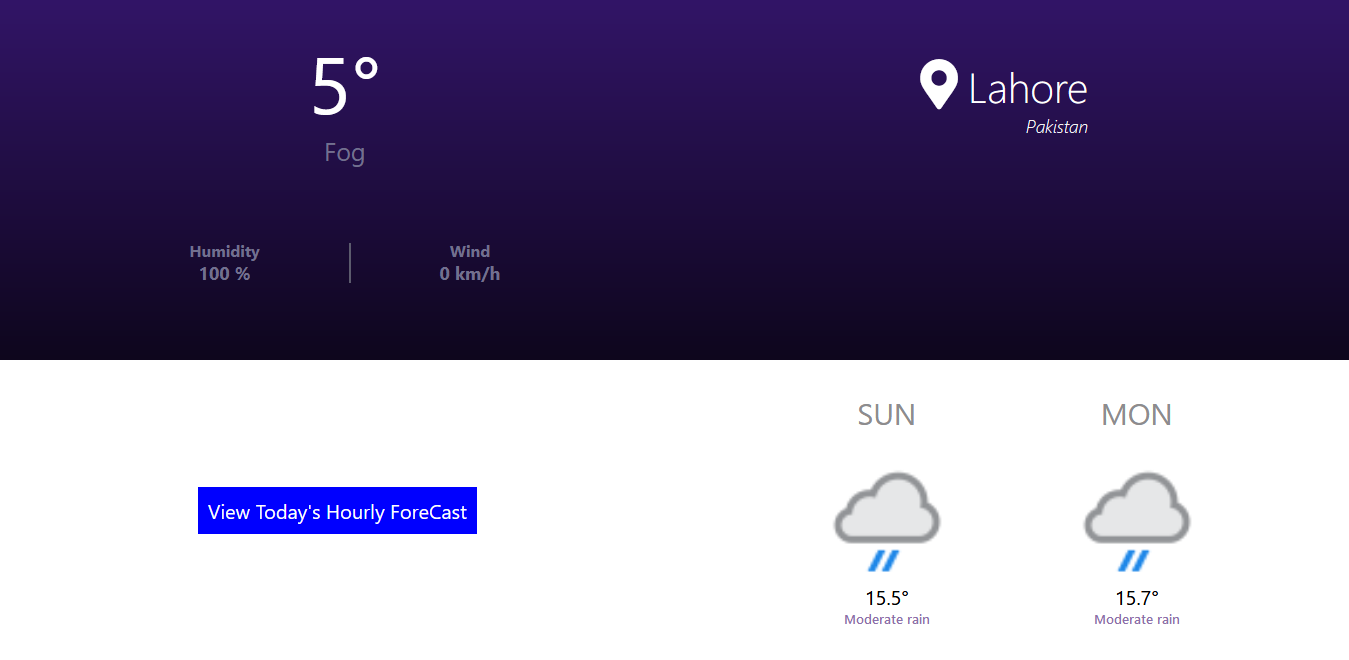 5°
Fog
Lahore
Pakistan
Humidity
100 %
Wind
0 km/h
View Today's Hourly ForeCast
SUN
15.5°
Moderate rain
MON
15.7°
Moderate rain